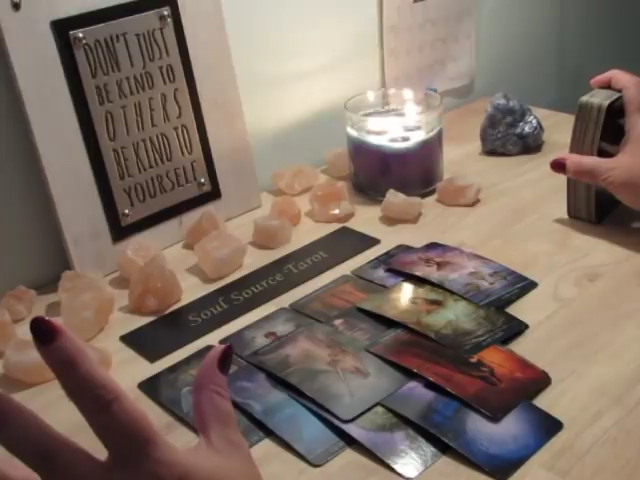 DON'T JUST
BE KIND TO
OTHERS
BE KIND TO
YOURSELF
Soul Source Tarot